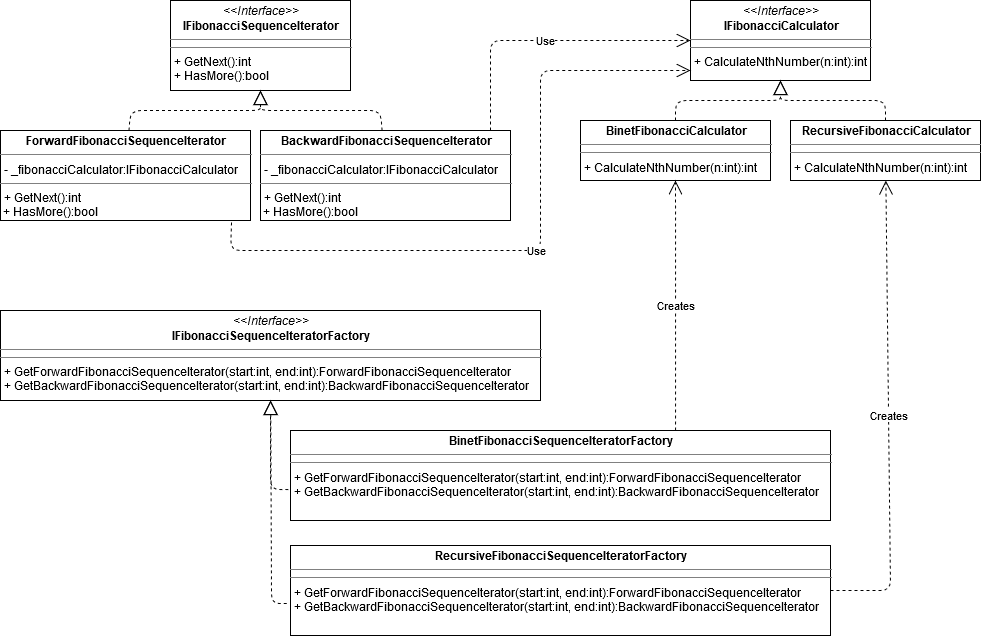 <<Interface>>
IFibonacciSequenceIterator
+ GetNext():int
+ HasMore():bool
<<Interface>>
IFibonacciCalculator
+ CalculateNthNumber(n:int):int
Use
ForwardFibonacciSequenceIterator
- _fibonacciCalculator:IFibonacciCalculator
+ GetNext():int
+ HasMore():bool
BackwardFibonacciSequenceIterator
- _fibonacciCalculator:IFibonacciCalculator
+ GetNext():int
+ HasMore():bool
BinetFibonacciCalculator
+ CalculateNthNumber(n:int):int
RecursiveFibonacciCalculator
+ CalculateNthNumber(n:int):int
Use
Creates
<<Interface>>
IFibonacciSequenceIteratorFactory
+ GetForwardFibonacciSequenceIterator(start:int, end:int):ForwardFibonacciSequenceIterator
+ GetBackwardFibonacciSequenceIterator(start:int, end:int):BackwardFibonacciSequenceIterator
Creates
BinetFibonacciSequenceIteratorFactory
+ GetForwardFibonacciSequenceIterator(start:int, end:int):ForwardFibonacciSequenceIterator
+ GetBackwardFibonacciSequenceIterator(start:int, end:int):BackwardFibonacciSequenceIterator
RecursiveFibonacciSequenceIteratorFactory
+ GetForwardFibonacciSequenceIterator(start:int, end:int):ForwardFibonacciSequenceIterator
+ GetBackwardFibonacciSequenceIterator(start:int, end:int):BackwardFibonacciSequenceIterator